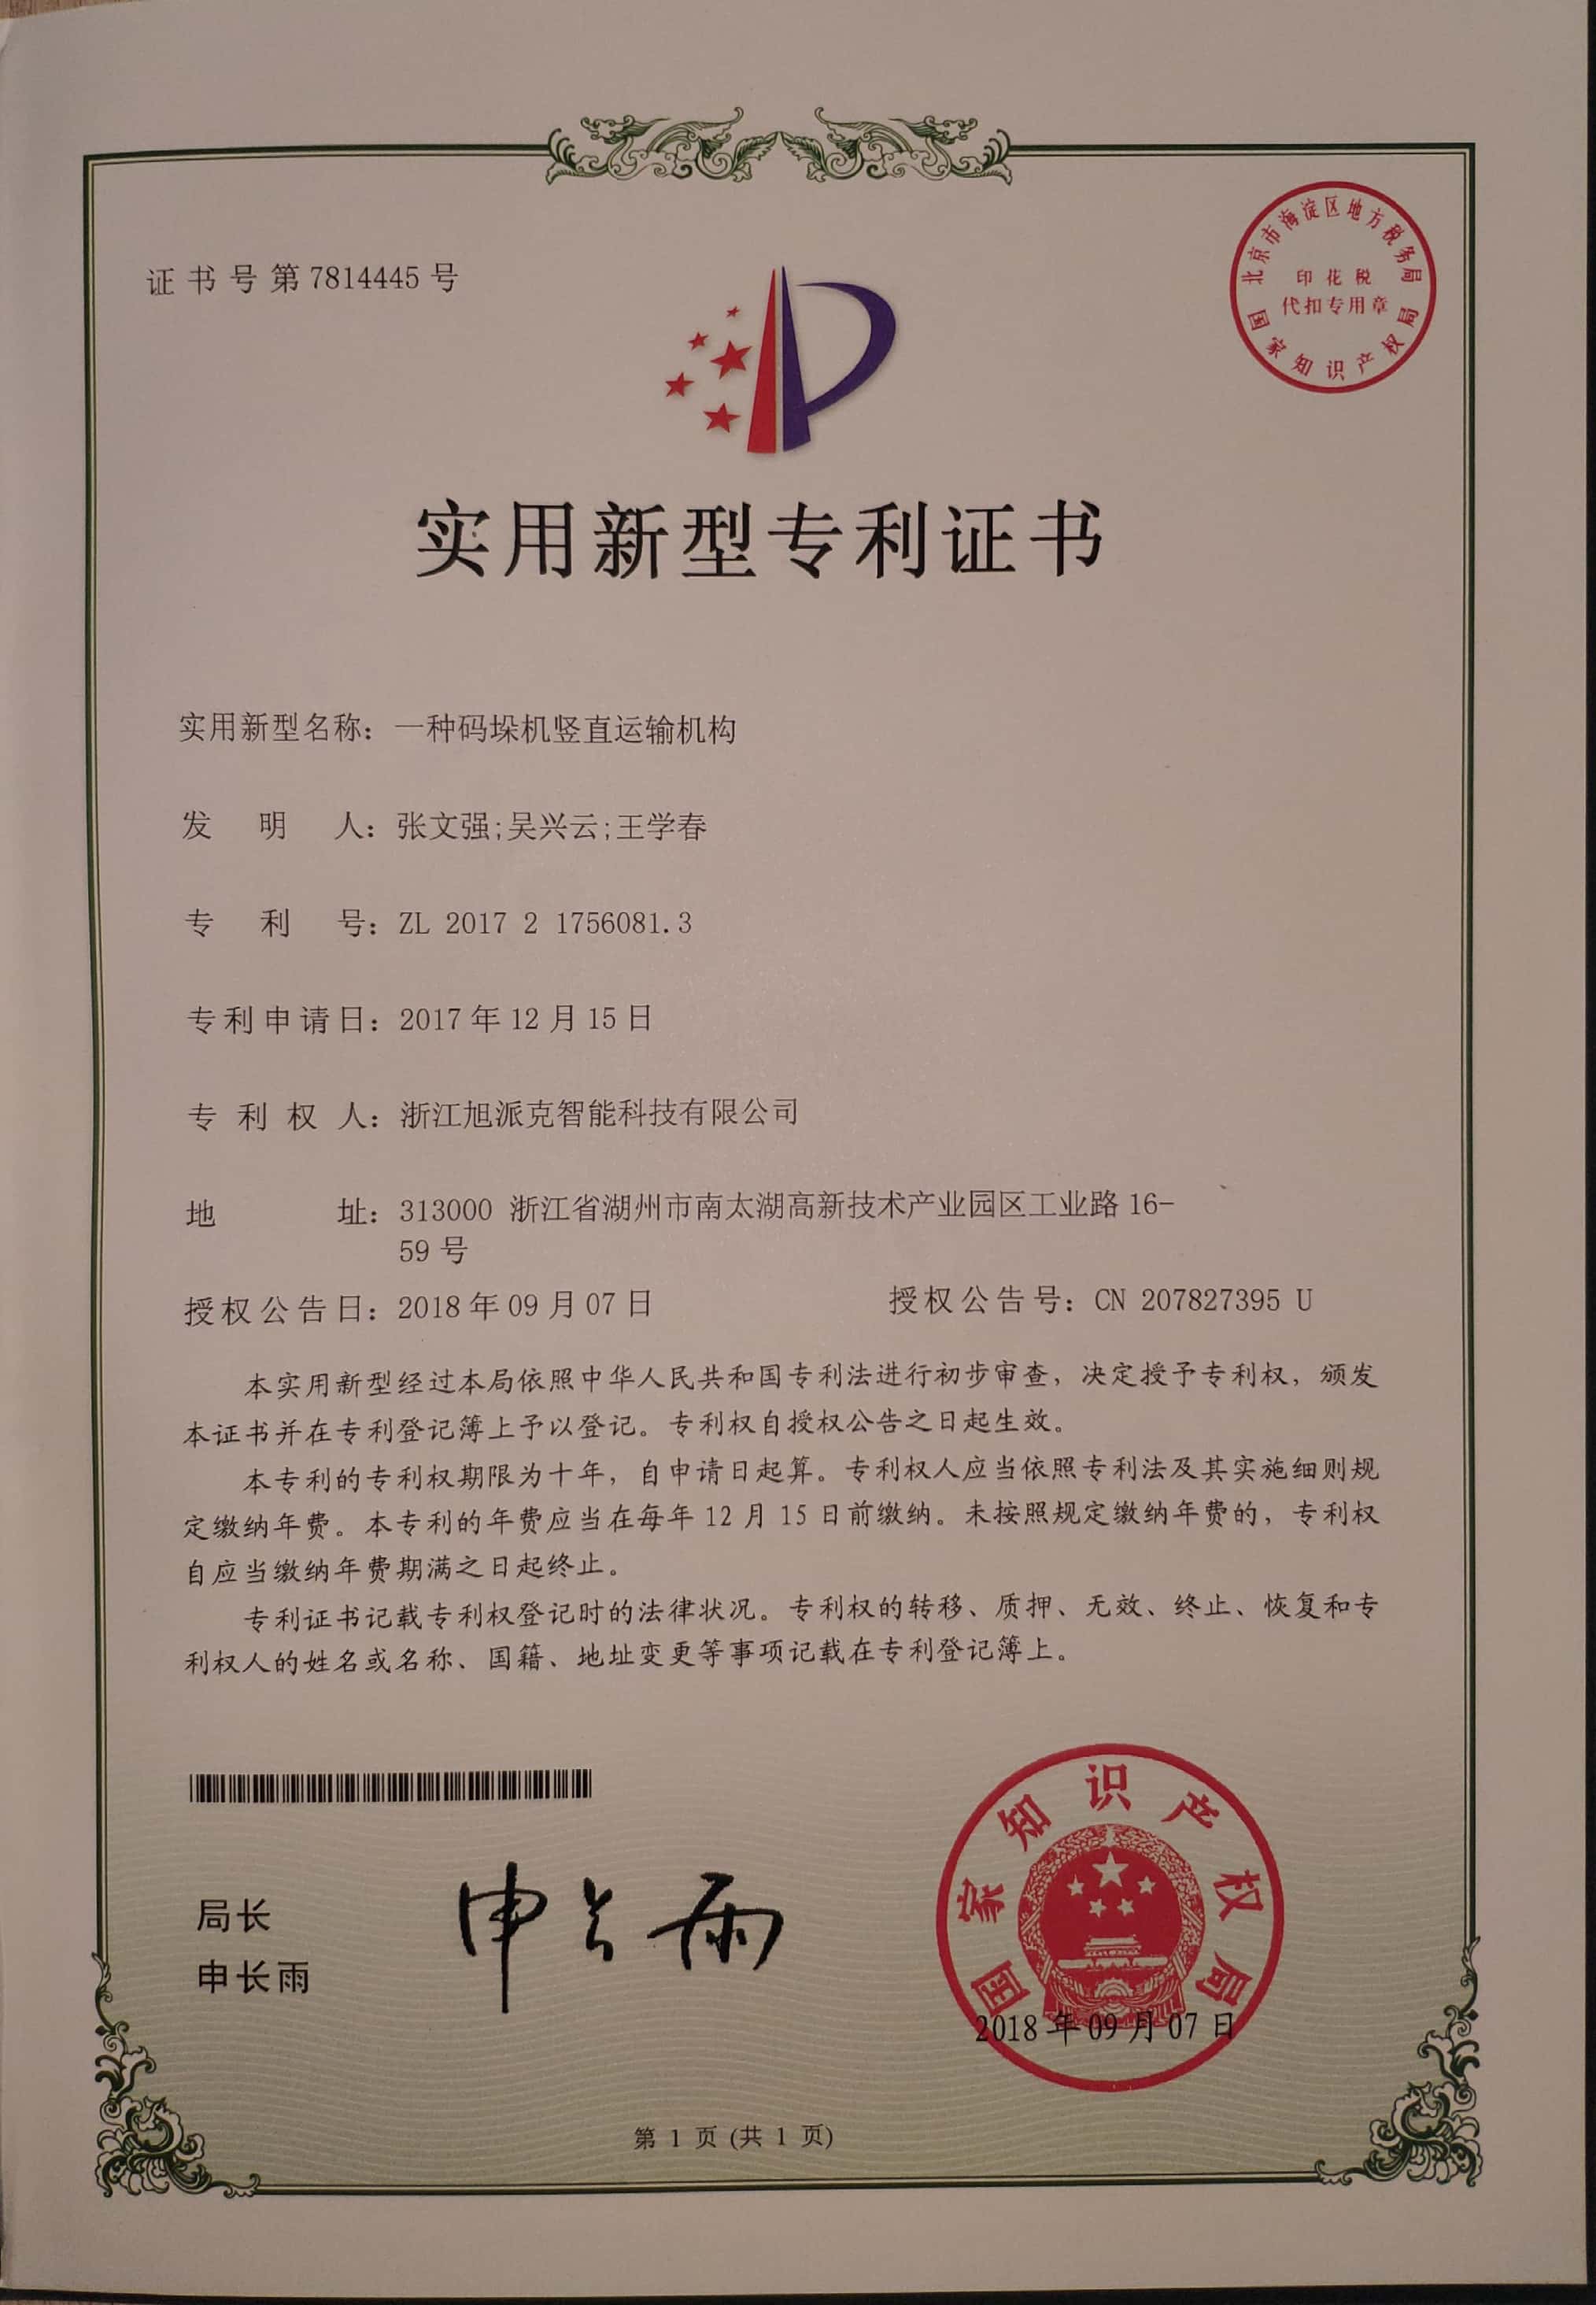 证书号第7814445号
北京市海淀区地方税务局
印花税
代扣专用章
国家知识产权局
实用新型专利证书
实用新型名称：一种码垛机竖直运输机构
发明人：张文强;吴兴云;王学春
专利号：ZL 2017 2 1756081.3
专利申请日：2017年12月15日
专利权人：浙江旭派克智能科技有限公司
地址：313000 浙江省湖州市南太湖高新技术产业园区工业路16-
59号
授权公告日：2018年09月07日 授权公告号：CN 207827395 U
本实用新型经过本局依照中华人民共和国专利法进行初步审查，决定授予专利权，颁发
本证书并在专利登记簿上予以登记。专利权自授权公告之日起生效。
本专利的专利权期限为十年，自申请日起算。专利权人应当依照专利法及其实施细则规
定缴纳年费。本专利的年费应当在每年12月15日前缴纳。未按照规定缴纳年费的，专利权
自应当缴纳年费期满之日起终止。
专利证书记载专利权登记时的法律状况。专利权的转移、质押、无效、终止、恢复和专
利权人的姓名或名称、国籍、地址变更等事项记载在专利登记簿上。
局长
申长雨
申长雨
国家知识产权局
2018年09月07日
第1页(共1页)